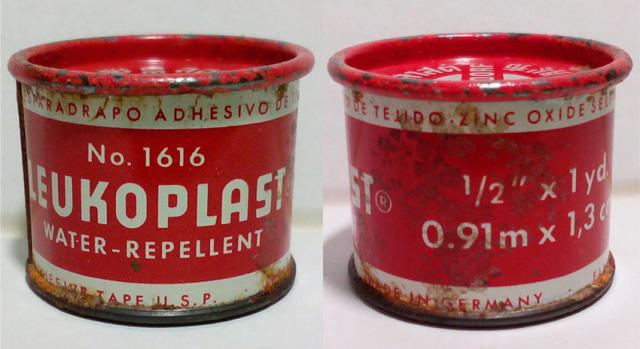 ESPARADRAPO ADHESIVO DE
No. 1616
LEUKOPLAST®
WATER-REPELLENT
TAPE U.S.P.
DE TEJIDO·ZINC OXIDE
ST®
1/2" x 1 yd.
0.91m x 1,3
IN GERMANY